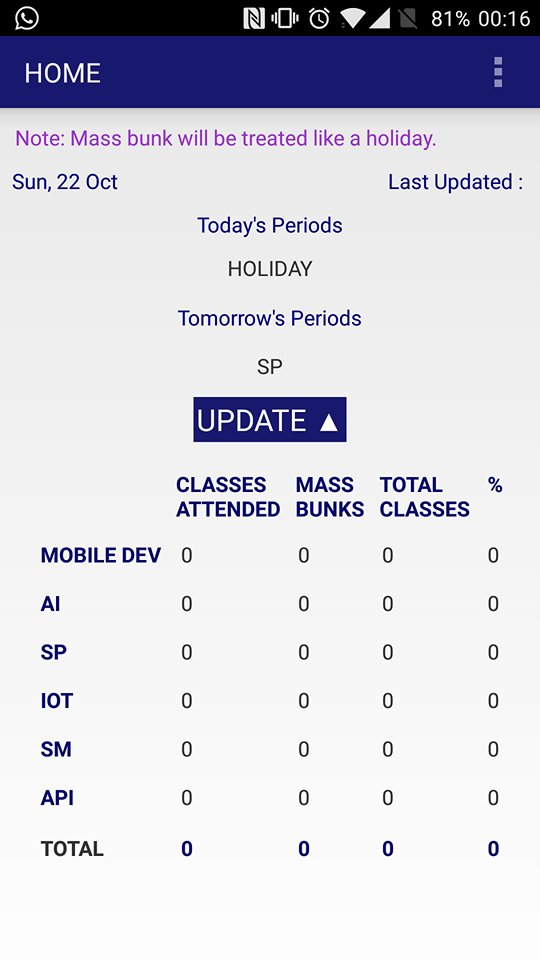 81% 00:16
HOME
Note: Mass bunk will be treated like a holiday.
Sun, 22 Oct Last Updated :
Today's Periods
HOLIDAY
Tomorrow's Periods
SP
UPDATE ▲
CLASSES MASS TOTAL %
ATTENDED BUNKS CLASSES
MOBILE DEV 0 0 0 0
AI 0 0 0 0
SP 0 0 0 0
IOT 0 0 0 0
SM 0 0 0 0
API 0 0 0 0
TOTAL 0 0 0 0